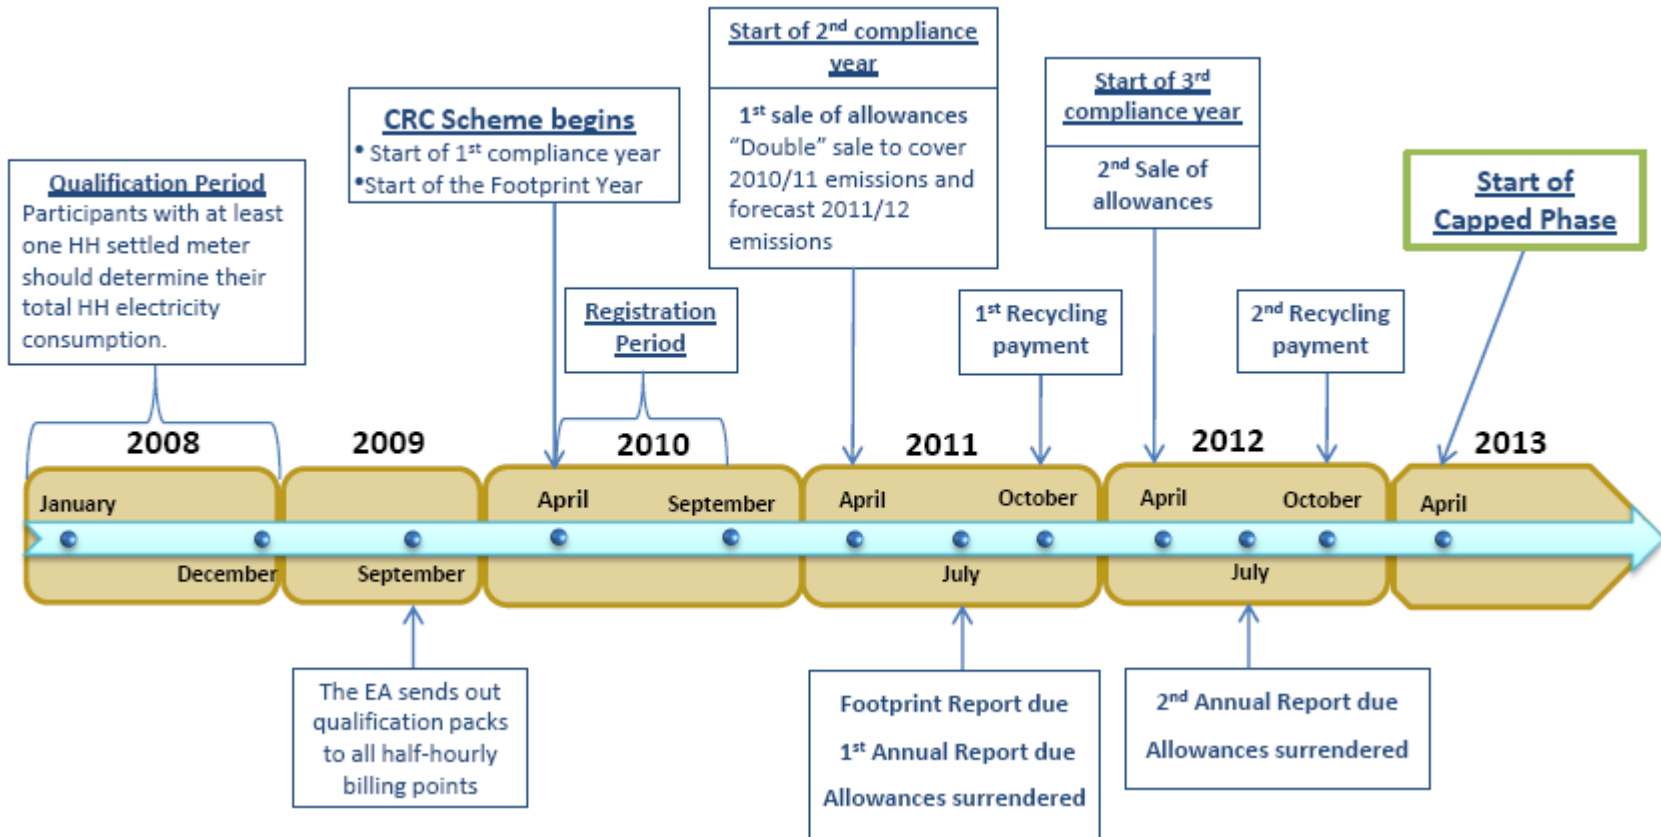 Qualification Period
Participants with at least
one HH settled meter
should determine their
total HH electricity
consumption.
CRC Scheme begins
• Start of 1st compliance year
•Start of the Footprint Year
Registration
Period
Start of 2nd compliance
year
1st sale of allowances
“Double” sale to cover
2010/11 emissions and
forecast 2011/12
emissions
1st Recycling
payment
Start of 3rd
compliance year
2nd Sale of
allowances
2nd Recycling
payment
Start of
Capped Phase
2008
2009
2010
2011
2012
2013
January
December
September
April
September
April
July
October
April
July
October
April
The EA sends out
qualification packs
to all half-hourly
billing points
Footprint Report due
1st Annual Report due
Allowances surrendered
2nd Annual Report due
Allowances surrendered